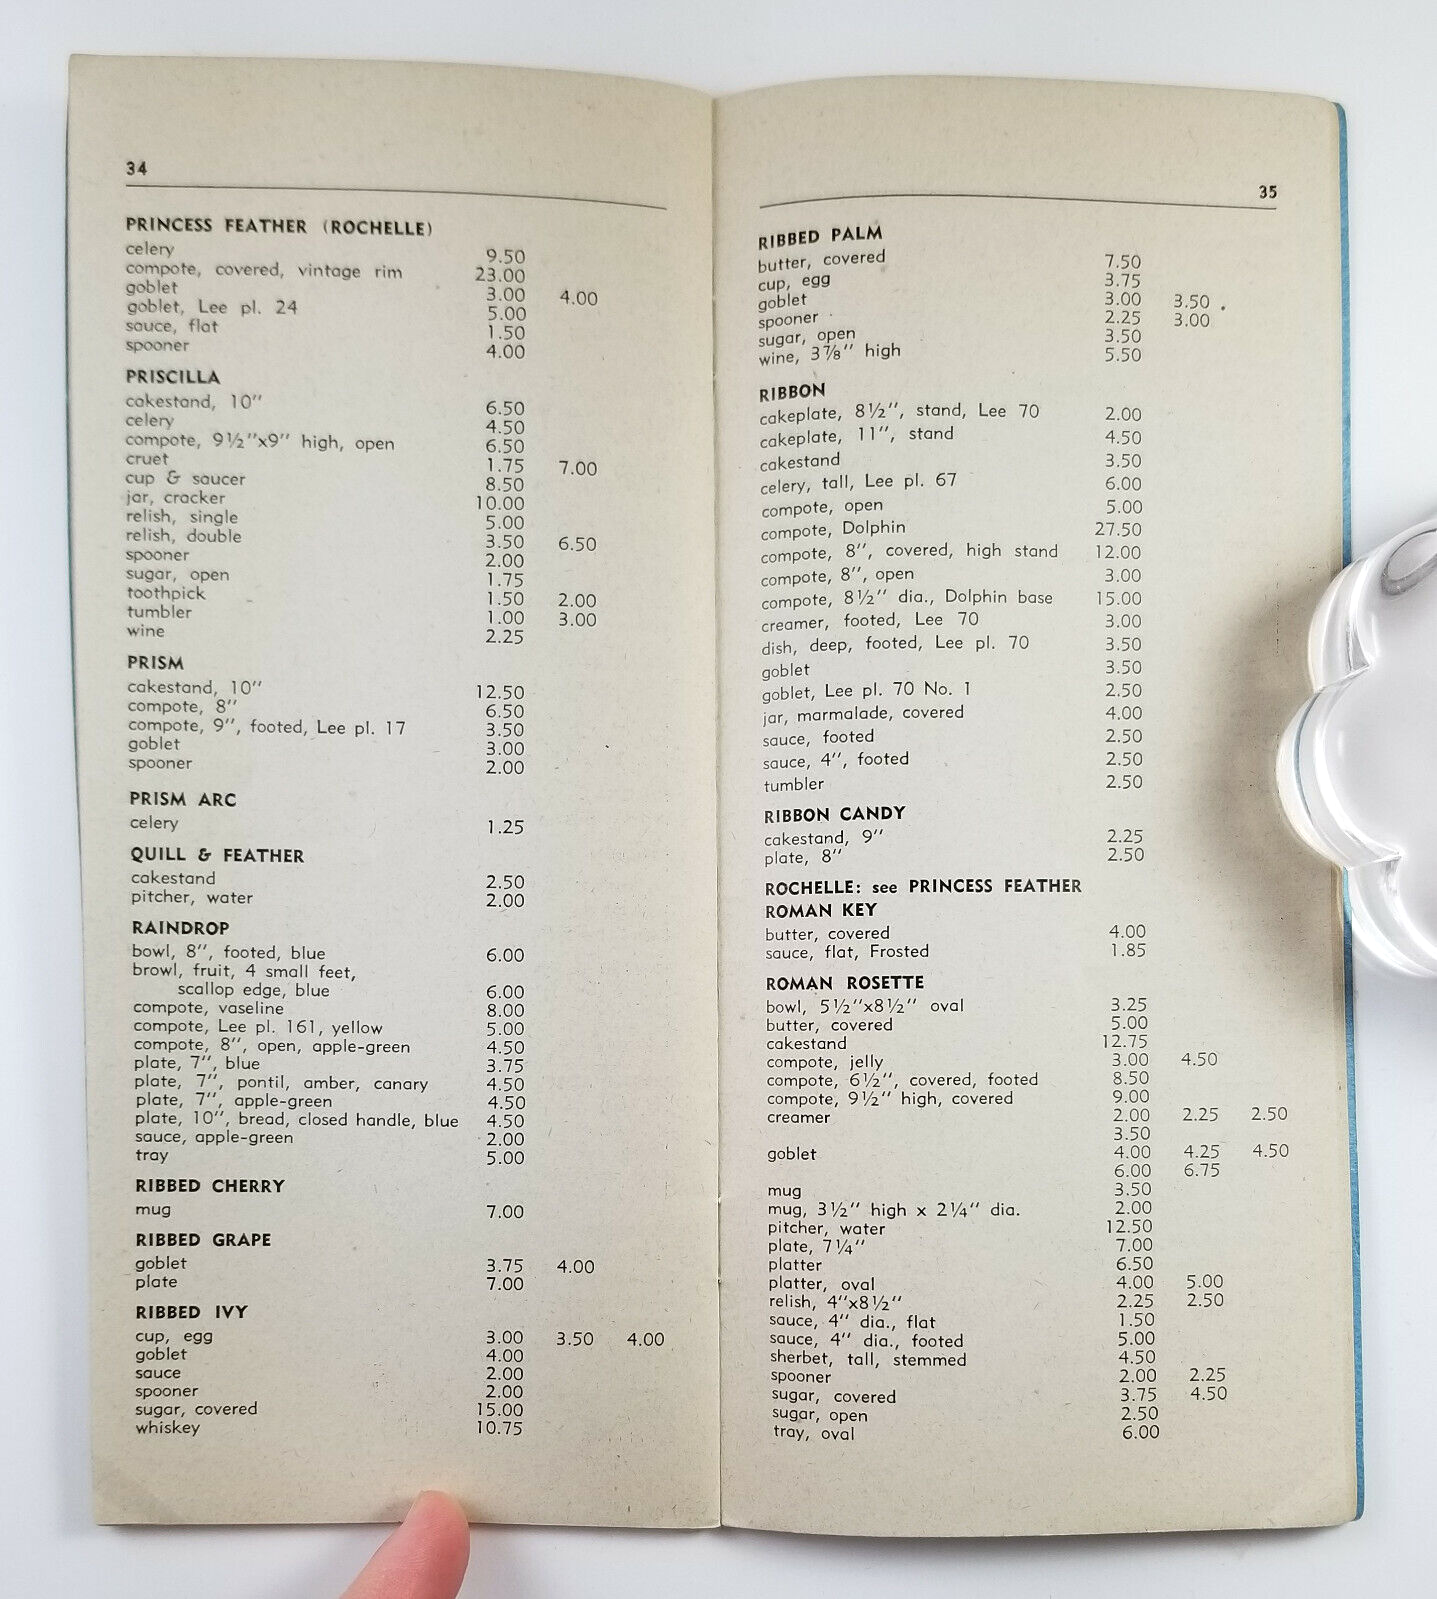 34
PRINCESS FEATHER (ROCHELLE)
celery 9.50
compote, covered, vintage rim 23.00
goblet 3.00 4.00
goblet, Lee pl. 24 5.00
sauce, flat 1.50
spooner 4.00
PRISCILLA
cakestand, 10" 6.50
celery 4.50
compote, 9½"x9" high, open 6.50
cruet 1.75 7.00
cup & saucer 8.50
jar, cracker 10.00
relish, single 5.00
relish, double 3.50 6.50
spooner 2.00
sugar, open 1.75
toothpick 1.50 2.00
tumbler 1.00 3.00
wine 2.25
PRISM
cakestand, 10" 12.50
compote, 8" 6.50
compote, 9", footed, Lee pl. 17 3.50
goblet 3.00
spooner 2.00
PRISM ARC
celery 1.25
QUILL & FEATHER
cakestand 2.50
pitcher, water 2.00
RAINDROP
bowl, 8", footed, blue 6.00
browl, fruit, 4 small feet,
scallop edge, blue 6.00
compote, vaseline 8.00
compote, Lee pl. 161, yellow 5.00
compote, 8", open, apple-green 4.50
plate, 7", blue 3.75
plate, 7", pontil, amber, canary 4.50
plate, 7", apple-green 4.50
plate, 10", bread, closed handle, blue 4.50
sauce, apple-green 2.00
tray 5.00
RIBBED CHERRY
mug 7.00
RIBBED GRAPE
goblet 3.75 4.00
plate 7.00
RIBBED IVY
cup, egg 3.00 3.50 4.00
goblet 4.00
sauce 2.00
spooner 2.00
sugar, covered 15.00
whiskey 10.75
35
RIBBED PALM
butter, covered 7.50
cup, egg 3.75
goblet 3.00 3.50
spooner 2.25 3.00
sugar, open 3.50
wine, 3⅞" high 5.50
RIBBON
cakeplate, 8½", stand, Lee 70 2.00
cakeplate, 11", stand 4.50
cakestand 3.50
celery, tall, Lee pl. 67 6.00
compote, open 5.00
compote, Dolphin 27.50
compote, 8", covered, high stand 12.00
compote, 8", open 3.00
compote, 8½" dia., Dolphin base 15.00
creamer, footed, Lee 70 3.00
dish, deep, footed, Lee pl. 70 3.50
goblet 3.50
goblet, Lee pl. 70 No. 1 2.50
jar, marmalade, covered 4.00
sauce, footed 2.50
sauce, 4", footed 2.50
tumbler 2.50
RIBBON CANDY
cakestand, 9" 2.25
plate, 8" 2.50
ROCHELLE: see PRINCESS FEATHER
ROMAN KEY
butter, covered 4.00
sauce, flat, Frosted 1.85
ROMAN ROSETTE
bowl, 5½"x8½" oval 3.25
butter, covered 5.00
cakestand 12.75
compote, jelly 3.00 4.50
compote, 6½", covered, footed 8.50
compote, 9½" high, covered 9.00
creamer 2.00 2.25 2.50
3.50
goblet 4.00 4.25 4.50
6.00 6.75
mug 3.50
mug, 3½" high x 2¼" dia. 2.00
pitcher, water 12.50
plate, 7¼" 7.00
platter 6.50
platter, oval 4.00 5.00
relish, 4"x8½" 2.25 2.50
sauce, 4" dia., flat 1.50
sauce, 4" dia., footed 5.00
sherbet, tall, stemmed 4.50
spooner 2.00 2.25
sugar, covered 3.75 4.50
sugar, open 2.50
tray, oval 6.00